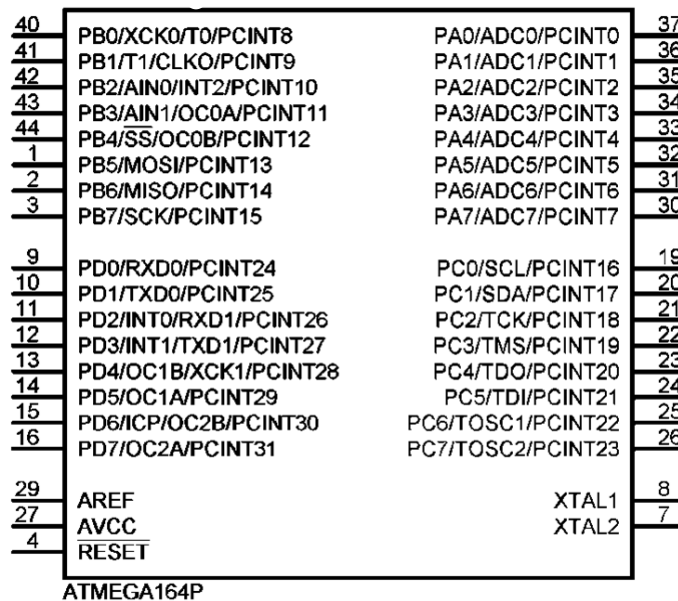 40 PB0/XCK0/T0/PCINT8 PA0/ADC0/PCINT0 37
41 PB1/T1/CLKO/PCINT9 PA1/ADC1/PCINT1 36
42 PB2/AIN0/INT2/PCINT10 PA2/ADC2/PCINT2 35
43 PB3/AIN1/OC0A/PCINT11 PA3/ADC3/PCINT3 34
44 PB4/SS/OC0B/PCINT12 PA4/ADC4/PCINT4 33
1 PB5/MOSI/PCINT13 PA5/ADC5/PCINT5 32
2 PB6/MISO/PCINT14 PA6/ADC6/PCINT6 31
3 PB7/SCK/PCINT15 PA7/ADC7/PCINT7 30
9 PD0/RXD0/PCINT24 PC0/SCL/PCINT16 19
10 PD1/TXD0/PCINT25 PC1/SDA/PCINT17 20
11 PD2/INT0/RXD1/PCINT26 PC2/TCK/PCINT18 21
12 PD3/INT1/TXD1/PCINT27 PC3/TMS/PCINT19 22
13 PD4/OC1B/XCK1/PCINT28 PC4/TDO/PCINT20 23
14 PD5/OC1A/PCINT29 PC5/TDI/PCINT21 24
15 PD6/ICP/OC2B/PCINT30 PC6/TOSC1/PCINT22 25
16 PD7/OC2A/PCINT31 PC7/TOSC2/PCINT23 26
29 AREF XTAL1 8
27 AVCC XTAL2 7
4 RESET
ATMEGA164P